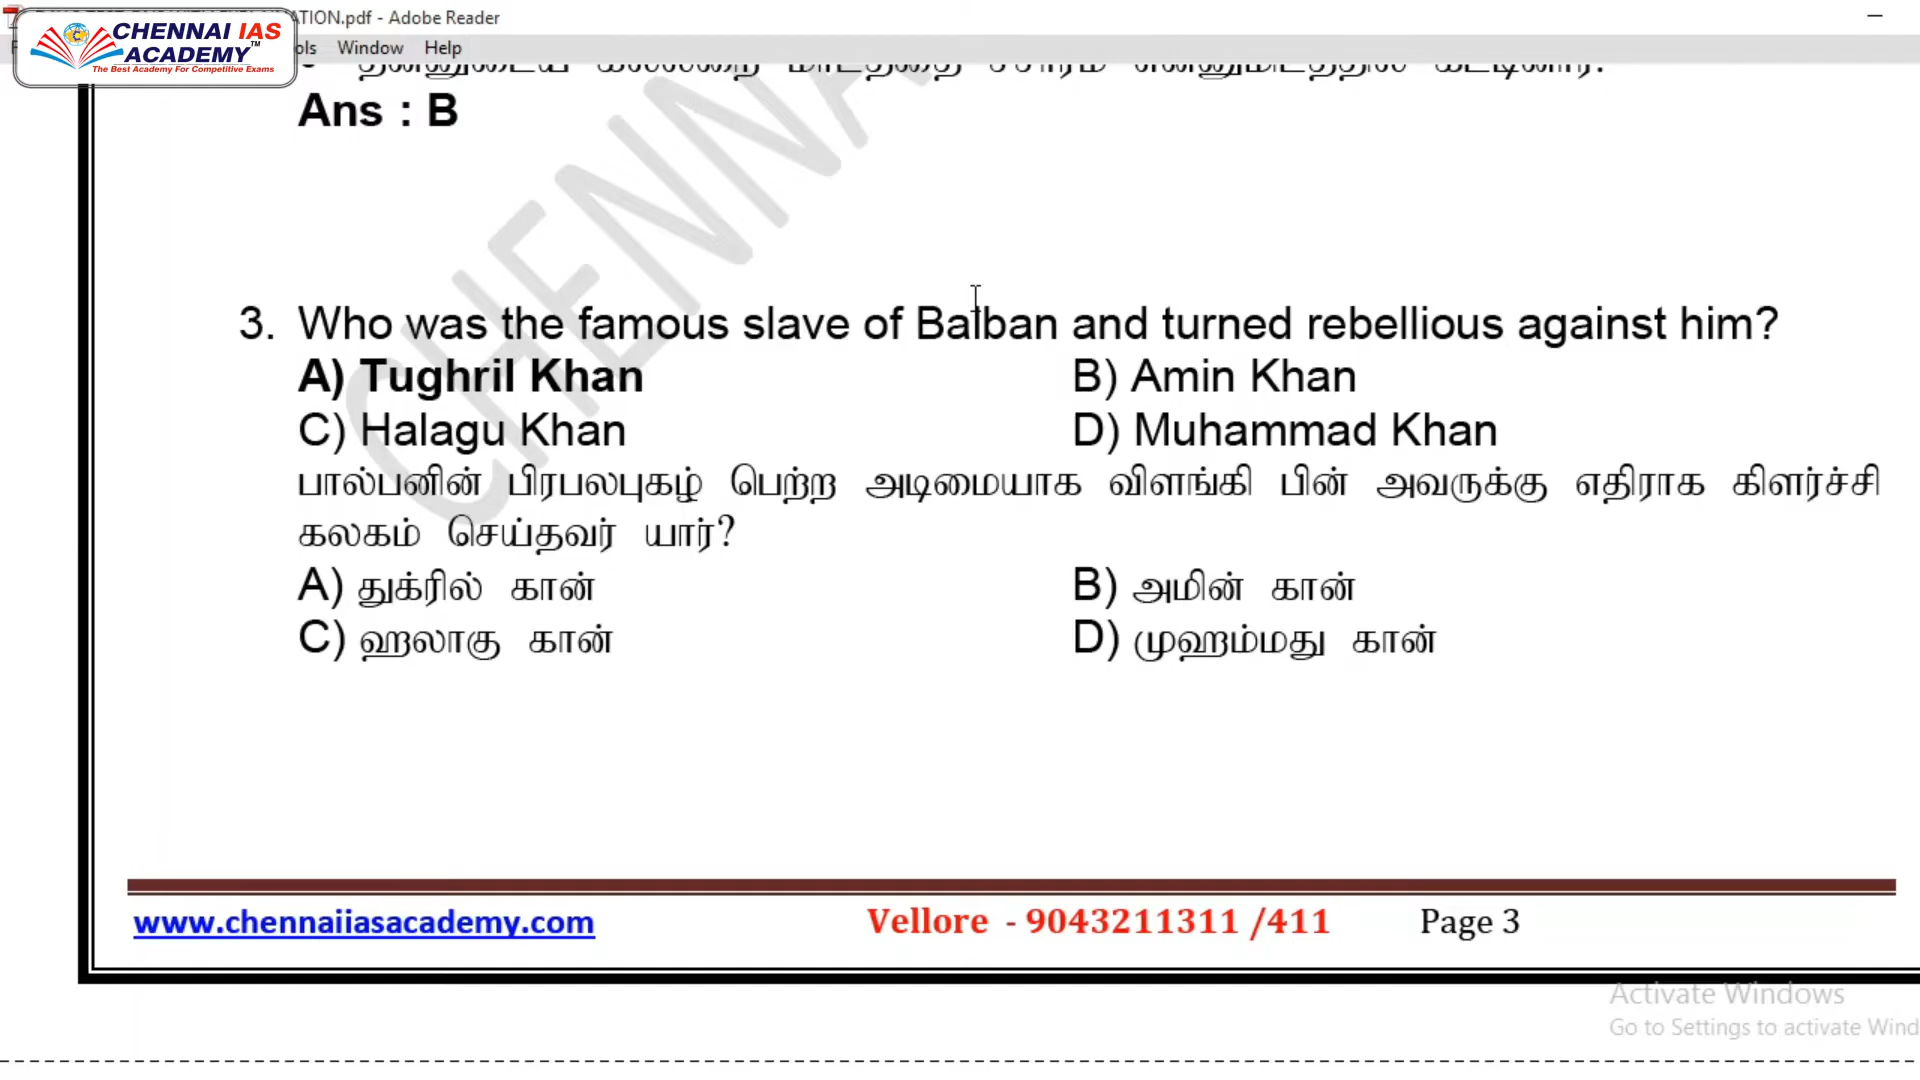 CHENNAI IAS
ACADEMY™
The Best Academy For Competitive Exams
ATION.pdf - Adobe Reader
ols Window Help
Ans : B
CHENNA
3. Who was the famous slave of Balban and turned rebellious against him?
A) Tughril Khan B) Amin Khan
C) Halagu Khan D) Muhammad Khan
பால்பனின் பிரபலபுகழ் பெற்ற அடிமையாக விளங்கி பின் அவருக்கு எதிராக கிளர்ச்சி
கலகம் செய்தவர் யார்?
A) துக்ரில் கான் B) அமின் கான்
C) ஹலாகு கான் D) முஹம்மது கான்
www.chennaiiasacademy.com Vellore - 9043211311 /411 Page 3
Activate Windows
Go to Settings to activate Wind